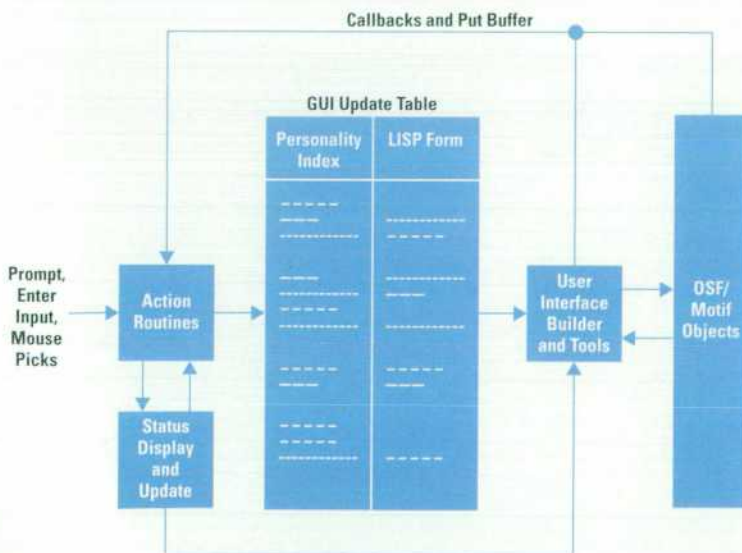 Callbacks and Put Buffer
GUI Update Table
Personality
Index
LISP Form
Prompt,
Enter
Input,
Mouse
Picks
Action
Routines
User
Interface
Builder
and Tools
OSF/
Motif
Objects
Status
Display
and
Update